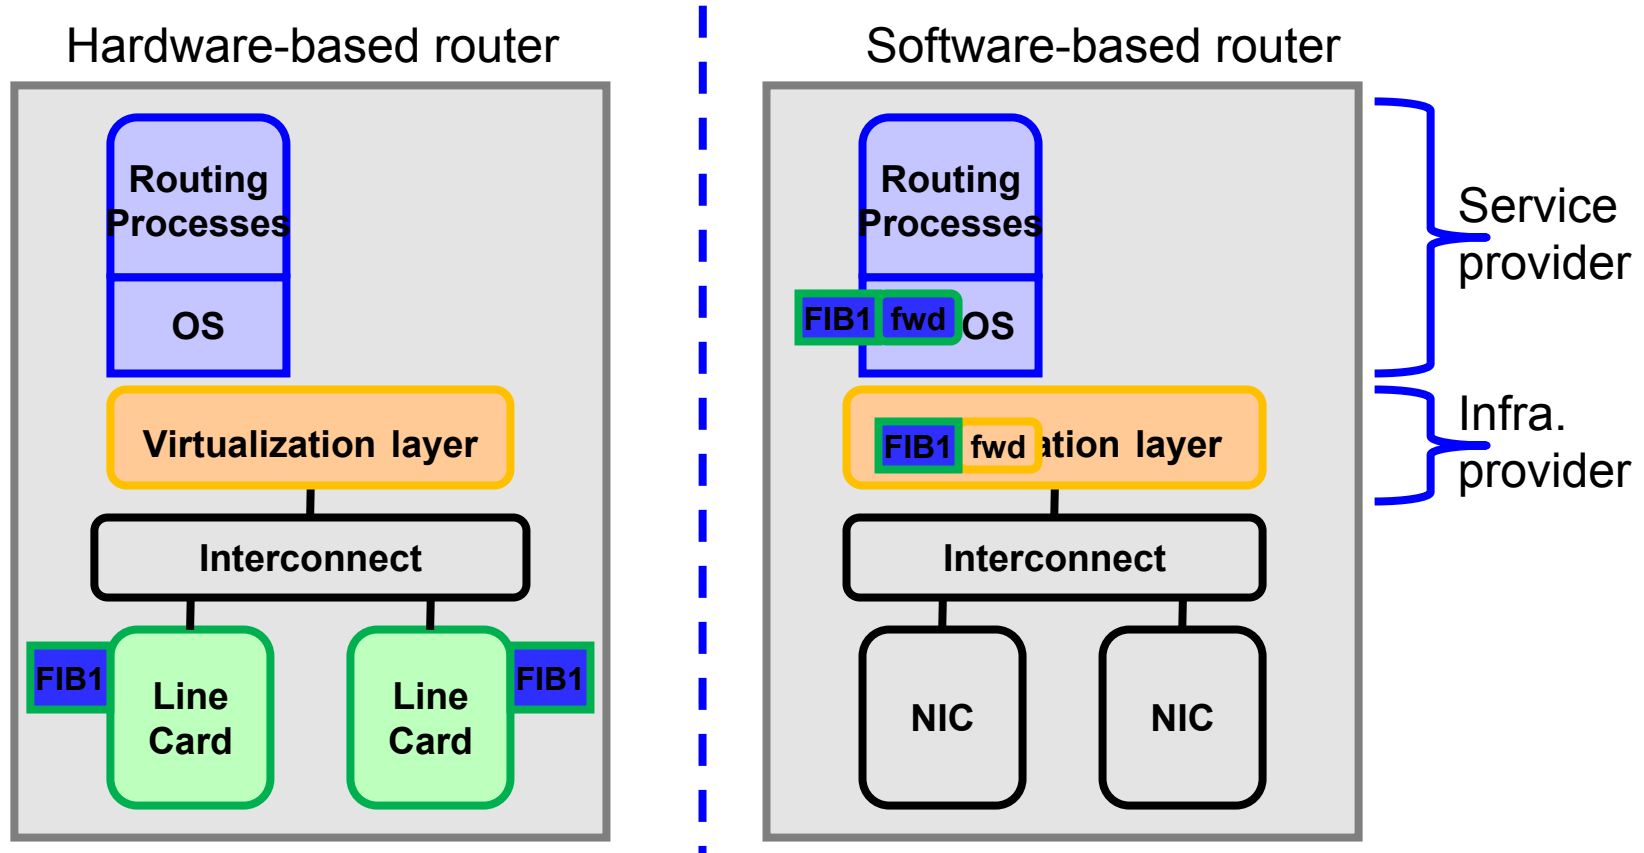 Hardware-based router
Routing
Processes
OS
Virtualization layer
Interconnect
FIB1
Line
Card
Line
Card
FIB1
Software-based router
Routing
Processes
FIB1 fwd OS
FIB1 fwd ation layer
Interconnect
NIC
NIC
Service
provider
Infra.
provider